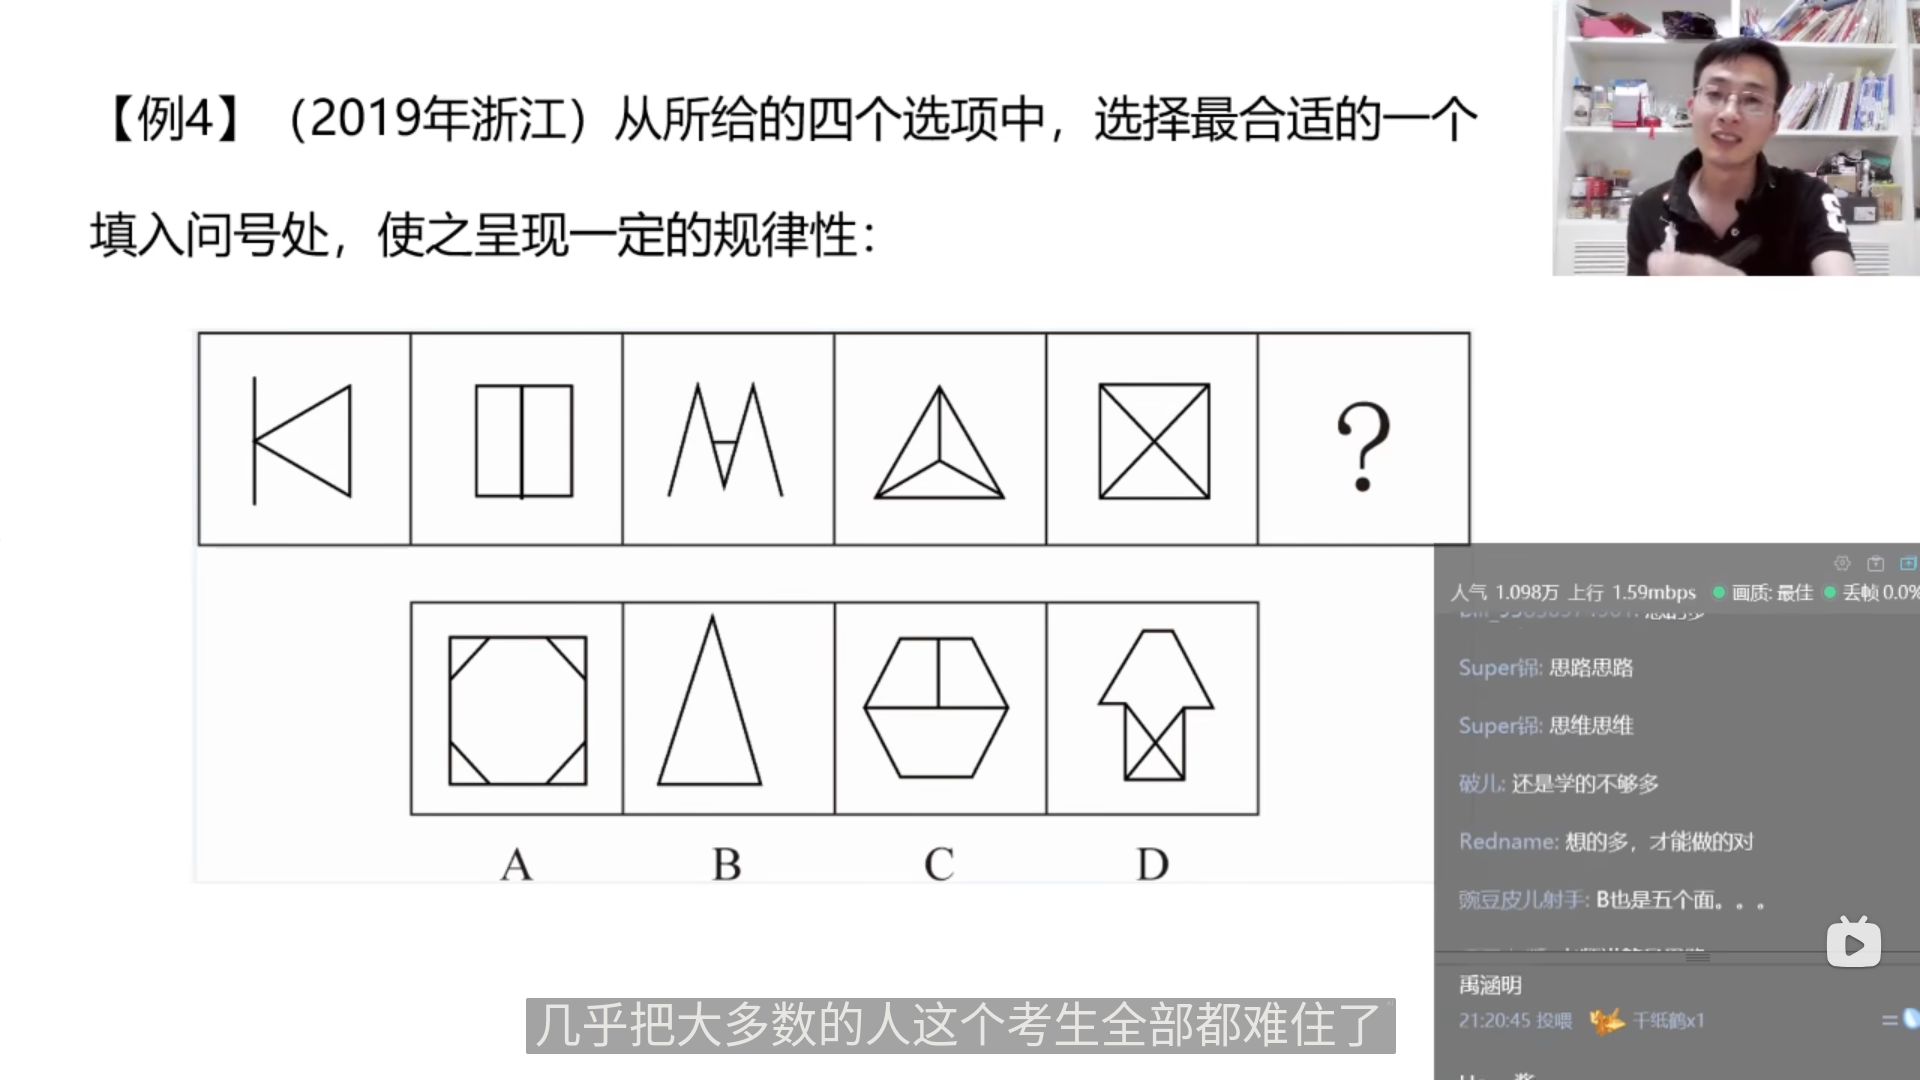 【例4】（2019年浙江）从所给的四个选项中，选择最合适的一个
填入问号处，使之呈现一定的规律性：
?
A B C D
人气 1.098万 上行 1.59mbps 画质: 最佳 丢帧 0.0%
Super锦: 思路思路
Super锦: 思维思维
破儿: 还是学的不够多
Redname: 想的多，才能做的对
豌豆皮儿射手: B也是五个面。。。
禹涵明
21:20:45 投喂 千纸鹤x1
几乎把大多数的人这个考生全部都难住了